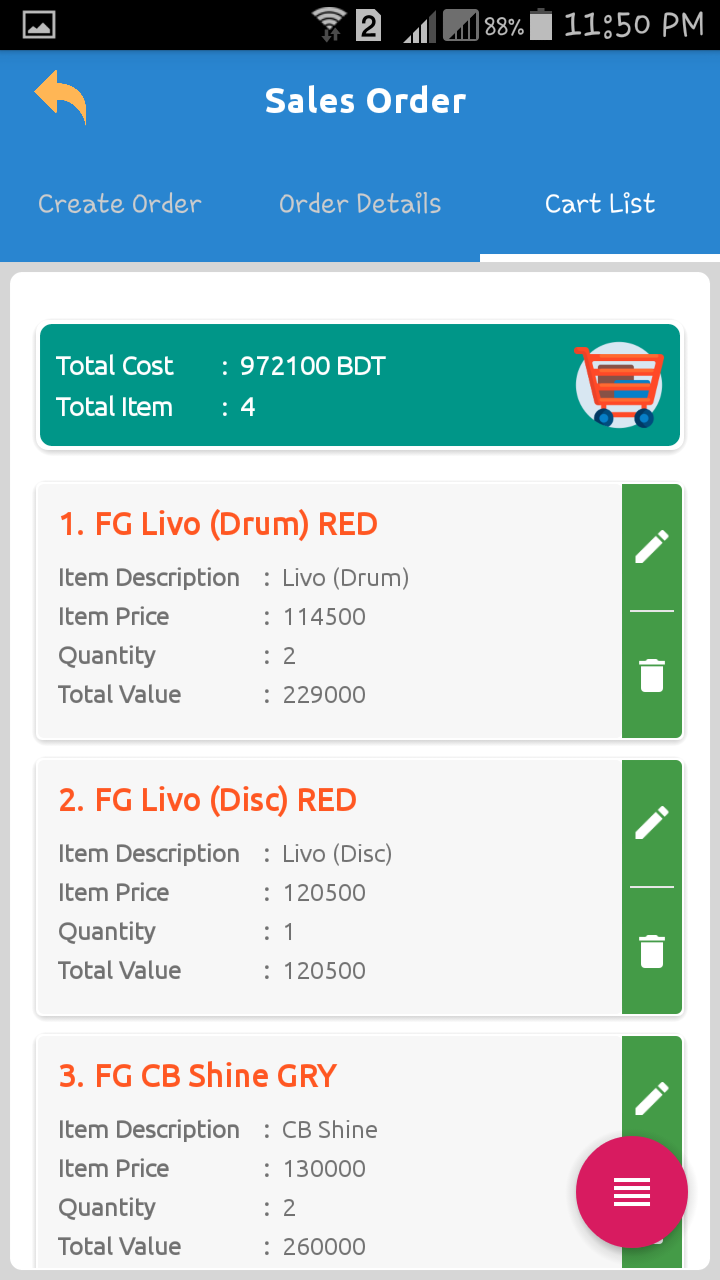 2 88% 11:50 PM
Sales Order
Create Order Order Details Cart List
Total Cost : 972100 BDT
Total Item : 4
1. FG Livo (Drum) RED
Item Description : Livo (Drum)
Item Price : 114500
Quantity : 2
Total Value : 229000
2. FG Livo (Disc) RED
Item Description : Livo (Disc)
Item Price : 120500
Quantity : 1
Total Value : 120500
3. FG CB Shine GRY
Item Description : CB Shine
Item Price : 130000
Quantity : 2
Total Value : 260000